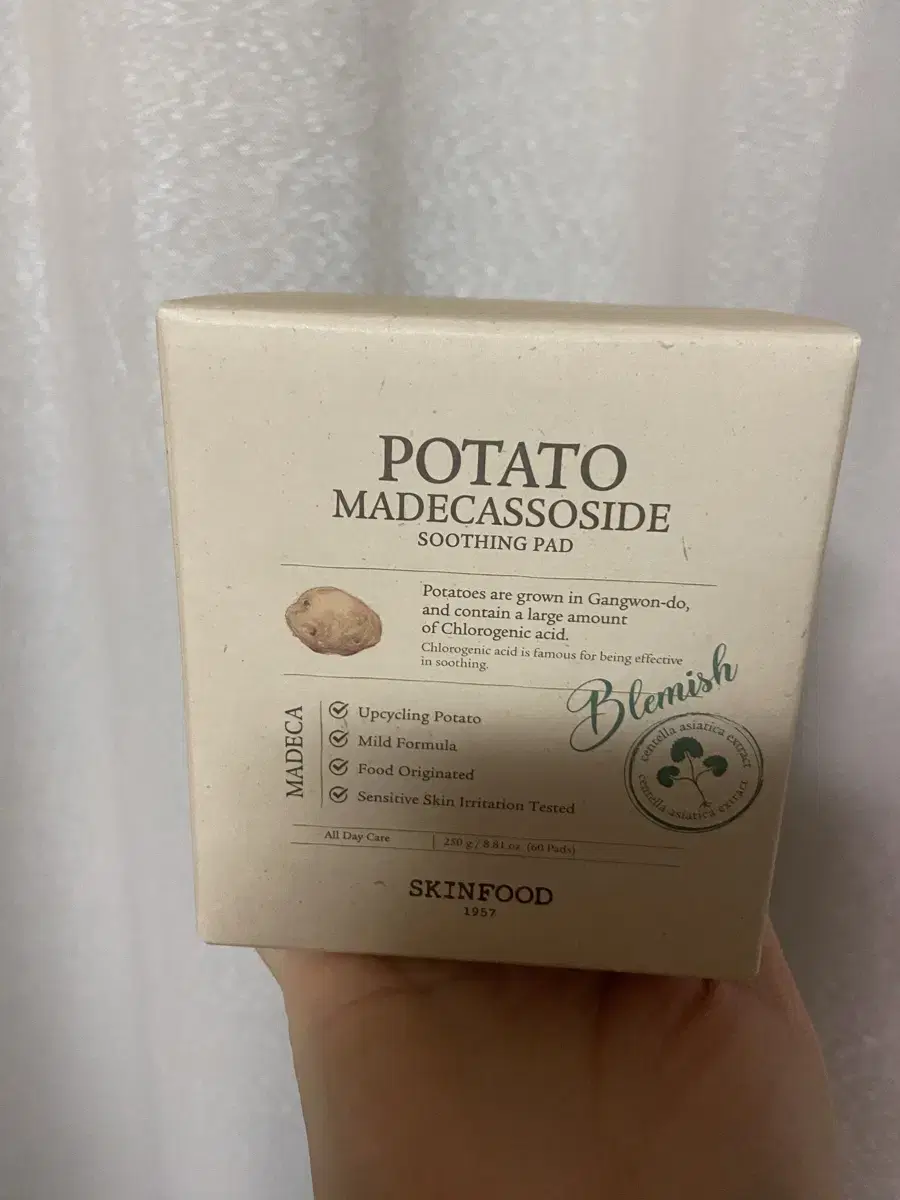 POTATO
MADECASSOSIDE
SOOTHING PAD
Potatoes are grown in Gangwon-do,
and contain a large amount
of Chlorogenic acid.
Chlorogenic acid is famous for being effective
in soothing.
Blemish
centella asiatica extract
centella asiatica extract
MADECA
Upcycling Potato
Mild Formula
Food Originated
Sensitive Skin Irritation Tested
All Day Care
250 g / 8.81 oz. (60 Pads)
SKINFOOD
1957